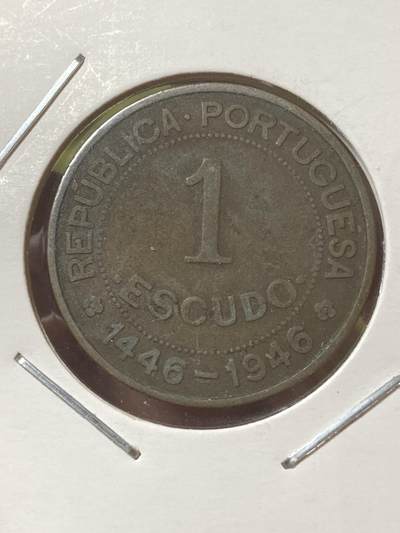 REPÚBLICA · PORTUGUESA
1
· ESCUDO ·
1446-1946